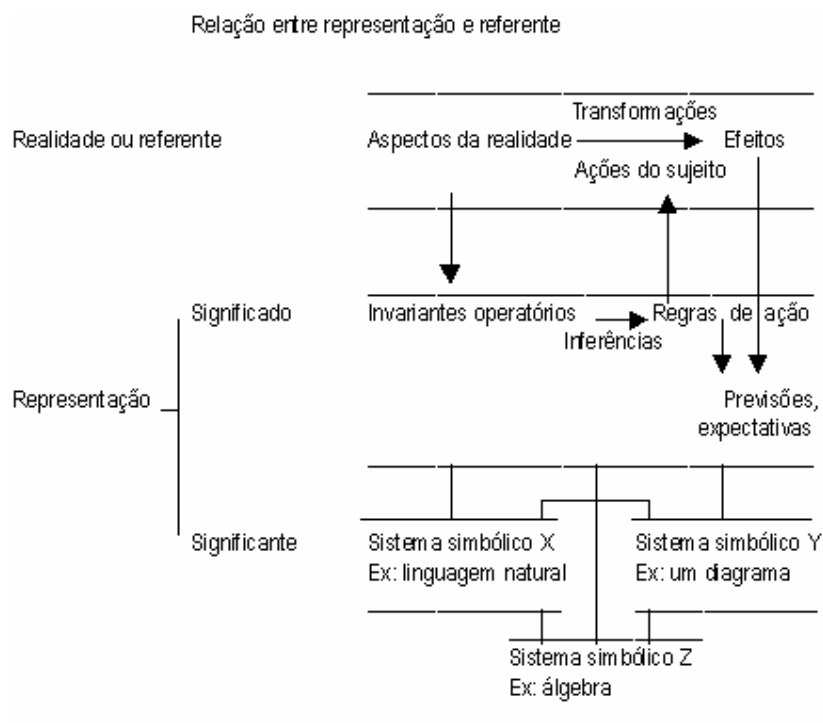 Relação entre representação e referente
Transformações
Realidade ou referente
Aspectos da realidade
Efeitos
Ações do sujeito
Significado
Invariantes operatórios
Regras de ação
Inferências
Representação
Previsões,
expectativas
Significante
Sistema simbólico X
Ex: linguagem natural
Sistema simbólico Y
Ex: um diagrama
Sistema simbólico Z
Ex: álgebra